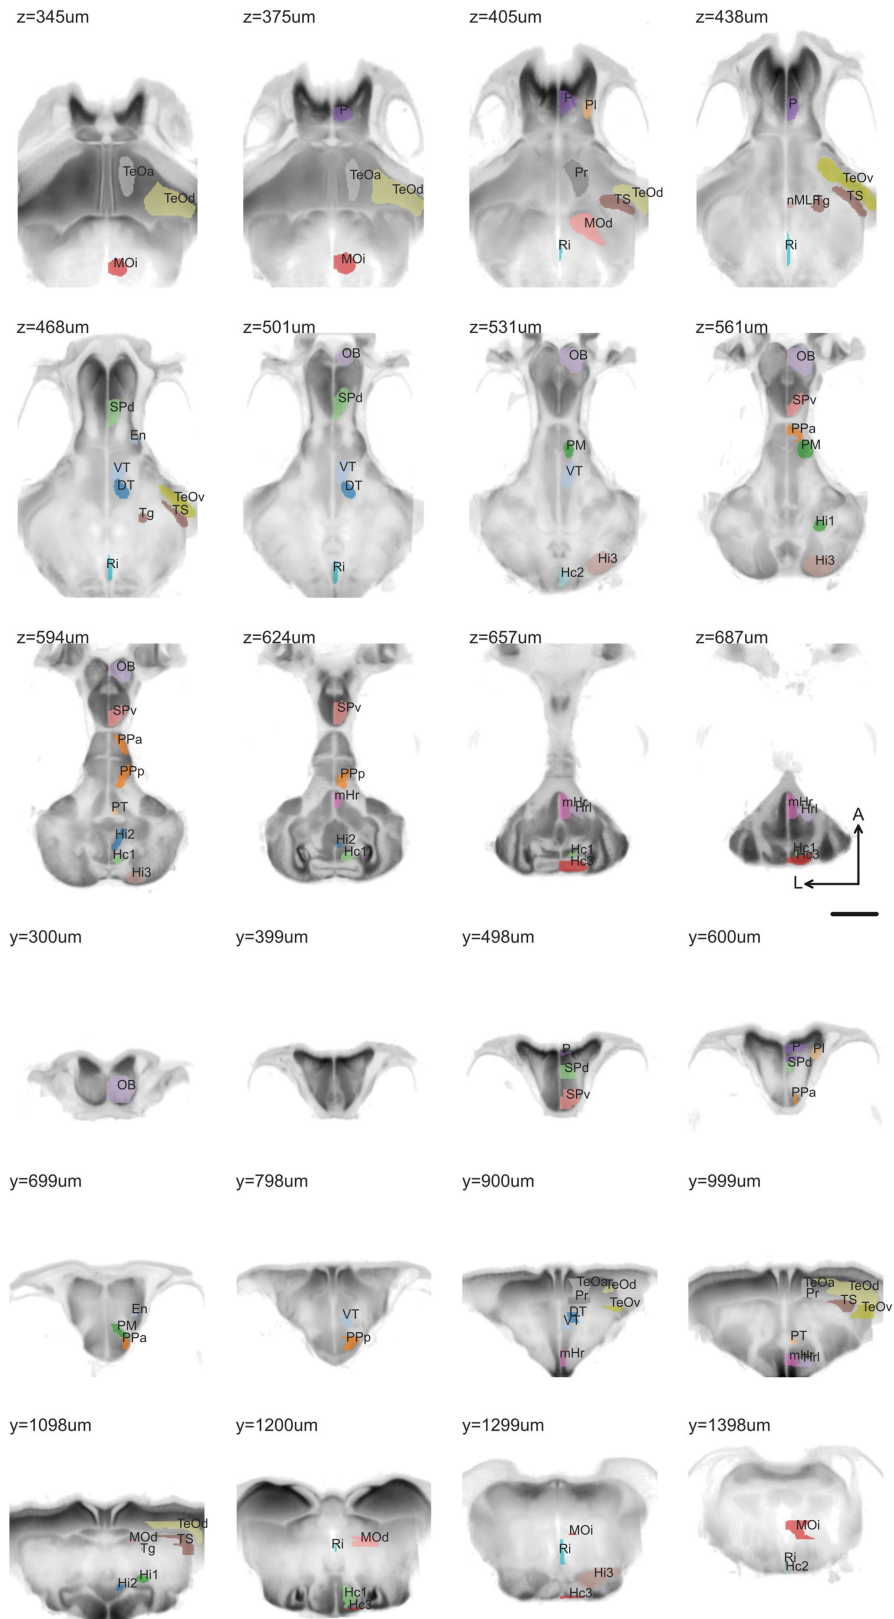 z=345um
z=375um
z=405um
z=438um
TeOa
TeOd
MOi
P
TeOa
TeOd
MOi
P
Pl
Pr
TeOd
TS
MOd
Ri
P
TeOv
TS
nMLF
Tg
Ri
z=468um
z=501um
z=531um
z=561um
SPd
En
VT
DT
TeOv
TS
Tg
Ri
OB
SPd
VT
DT
Ri
OB
PM
VT
Hi3
Hc2
OB
SPv
PPa
PM
Hi1
Hi3
z=594um
z=624um
z=657um
z=687um
OB
SPv
PPa
PPp
PT
Hi2
Hc1
Hi3
SPv
PPp
mHr
Hi2
Hc1
mHr
Hrl
Hc1
Hc3
mHr
Hrl
Hc1
Hc3
A
L
y=300um
y=399um
y=498um
y=600um
OB
P
SPd
SPv
P
Pl
SPd
PPa
y=699um
y=798um
y=900um
y=999um
En
PM
PPa
VT
PPp
TeOa
TeOd
Pr
TeOv
DT
VT
mHr
TeOa
TeOd
Pr
TS
TeOv
PT
mHr
Hrl
y=1098um
y=1200um
y=1299um
y=1398um
TeOd
MOd
TS
Tg
Hi1
Hi2
Ri
MOd
Hc1
Hc3
MOi
Ri
Hi3
Hc3
MOi
Ri
Hc2